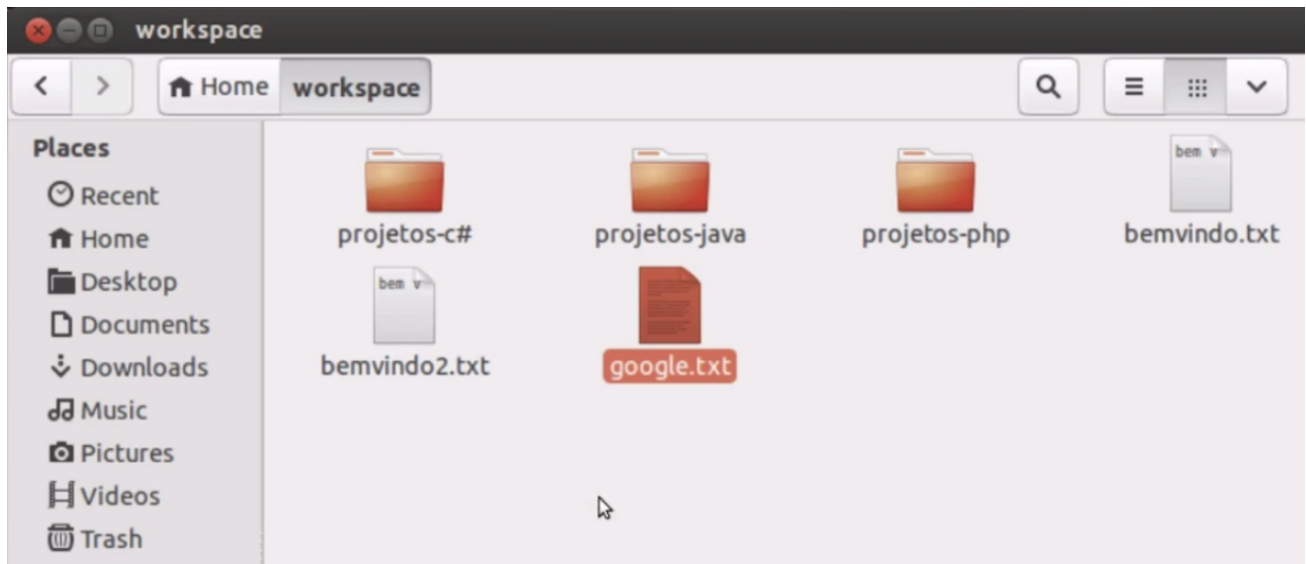 workspace
Home workspace
Places
Recent
Home
Desktop
Documents
Downloads
Music
Pictures
Videos
Trash
projetos-c# projetos-java projetos-php bemvindo.txt
bem v
bemvindo2.txt google.txt
bem v